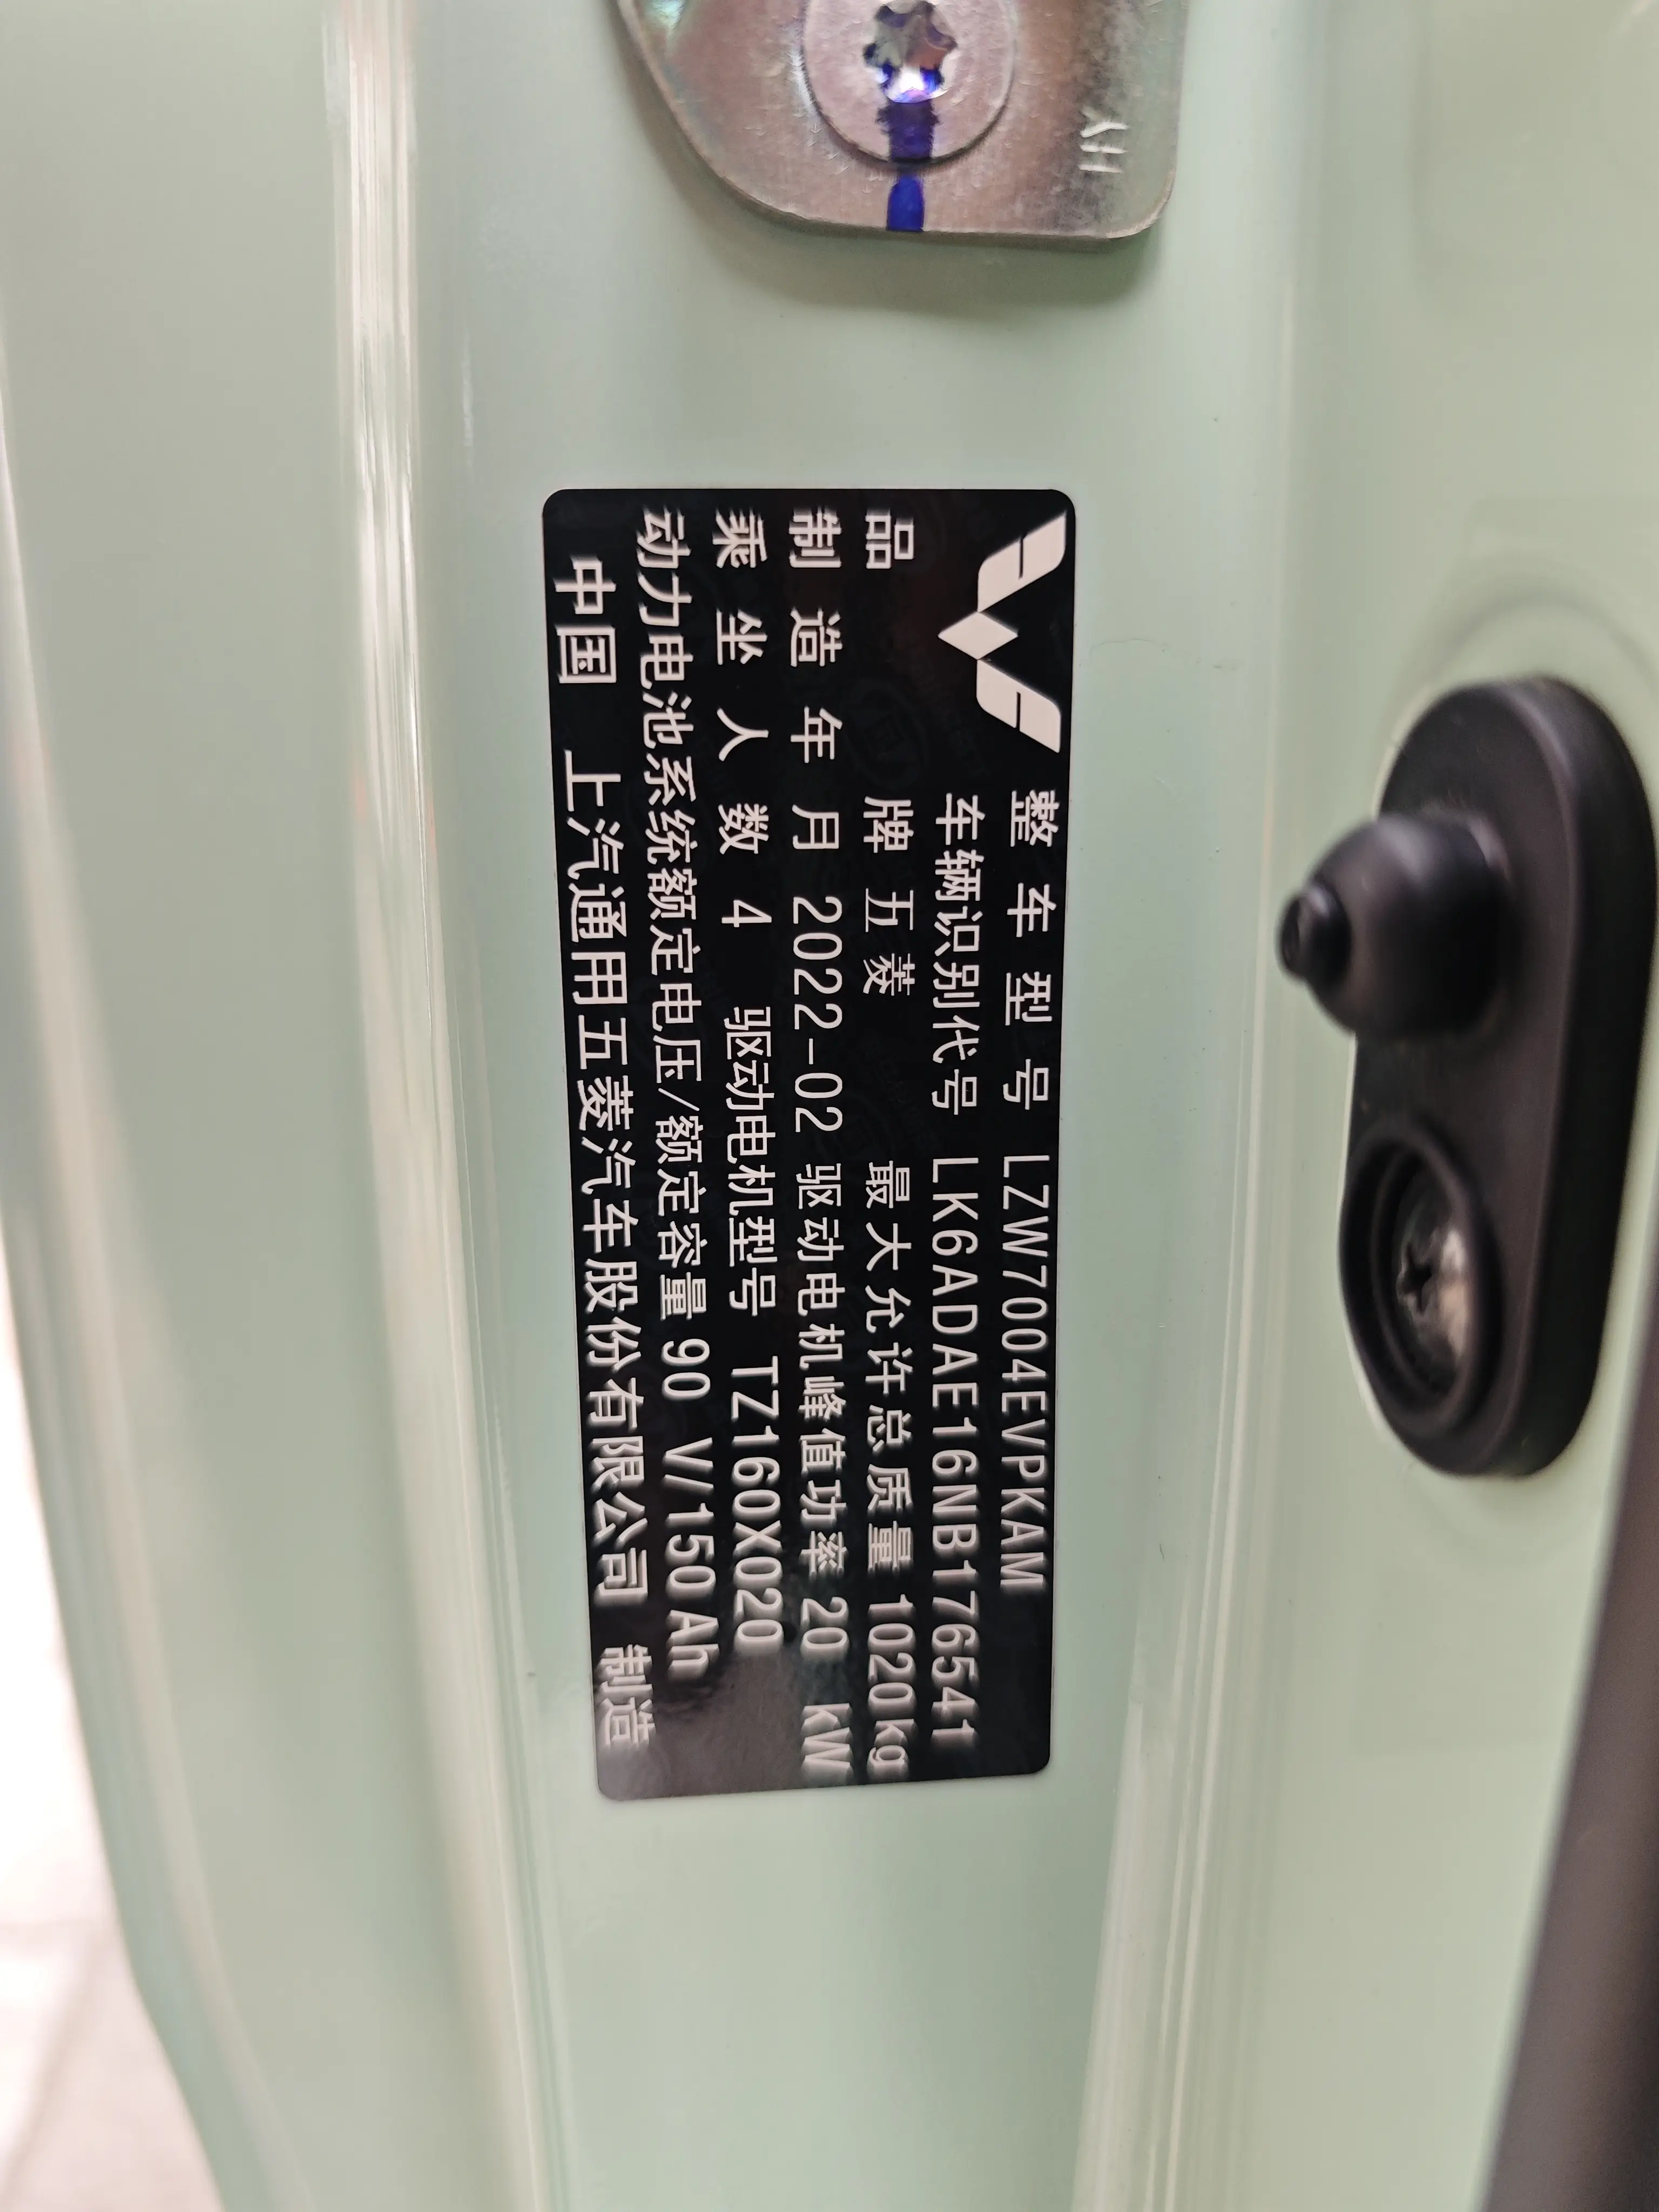 整车型号 LZW7004EVPKAM
车辆识别代号 LK6ADAE16NB176541
品牌 五菱 最大允许总质量 1020kg
制造年月 2022-02 驱动电机峰值功率 20 kW
乘坐人数 4 驱动电机型号 TZ160X020
动力电池系统额定电压/额定容量 90 V/150Ah
中国 上汽通用五菱汽车股份有限公司 制造